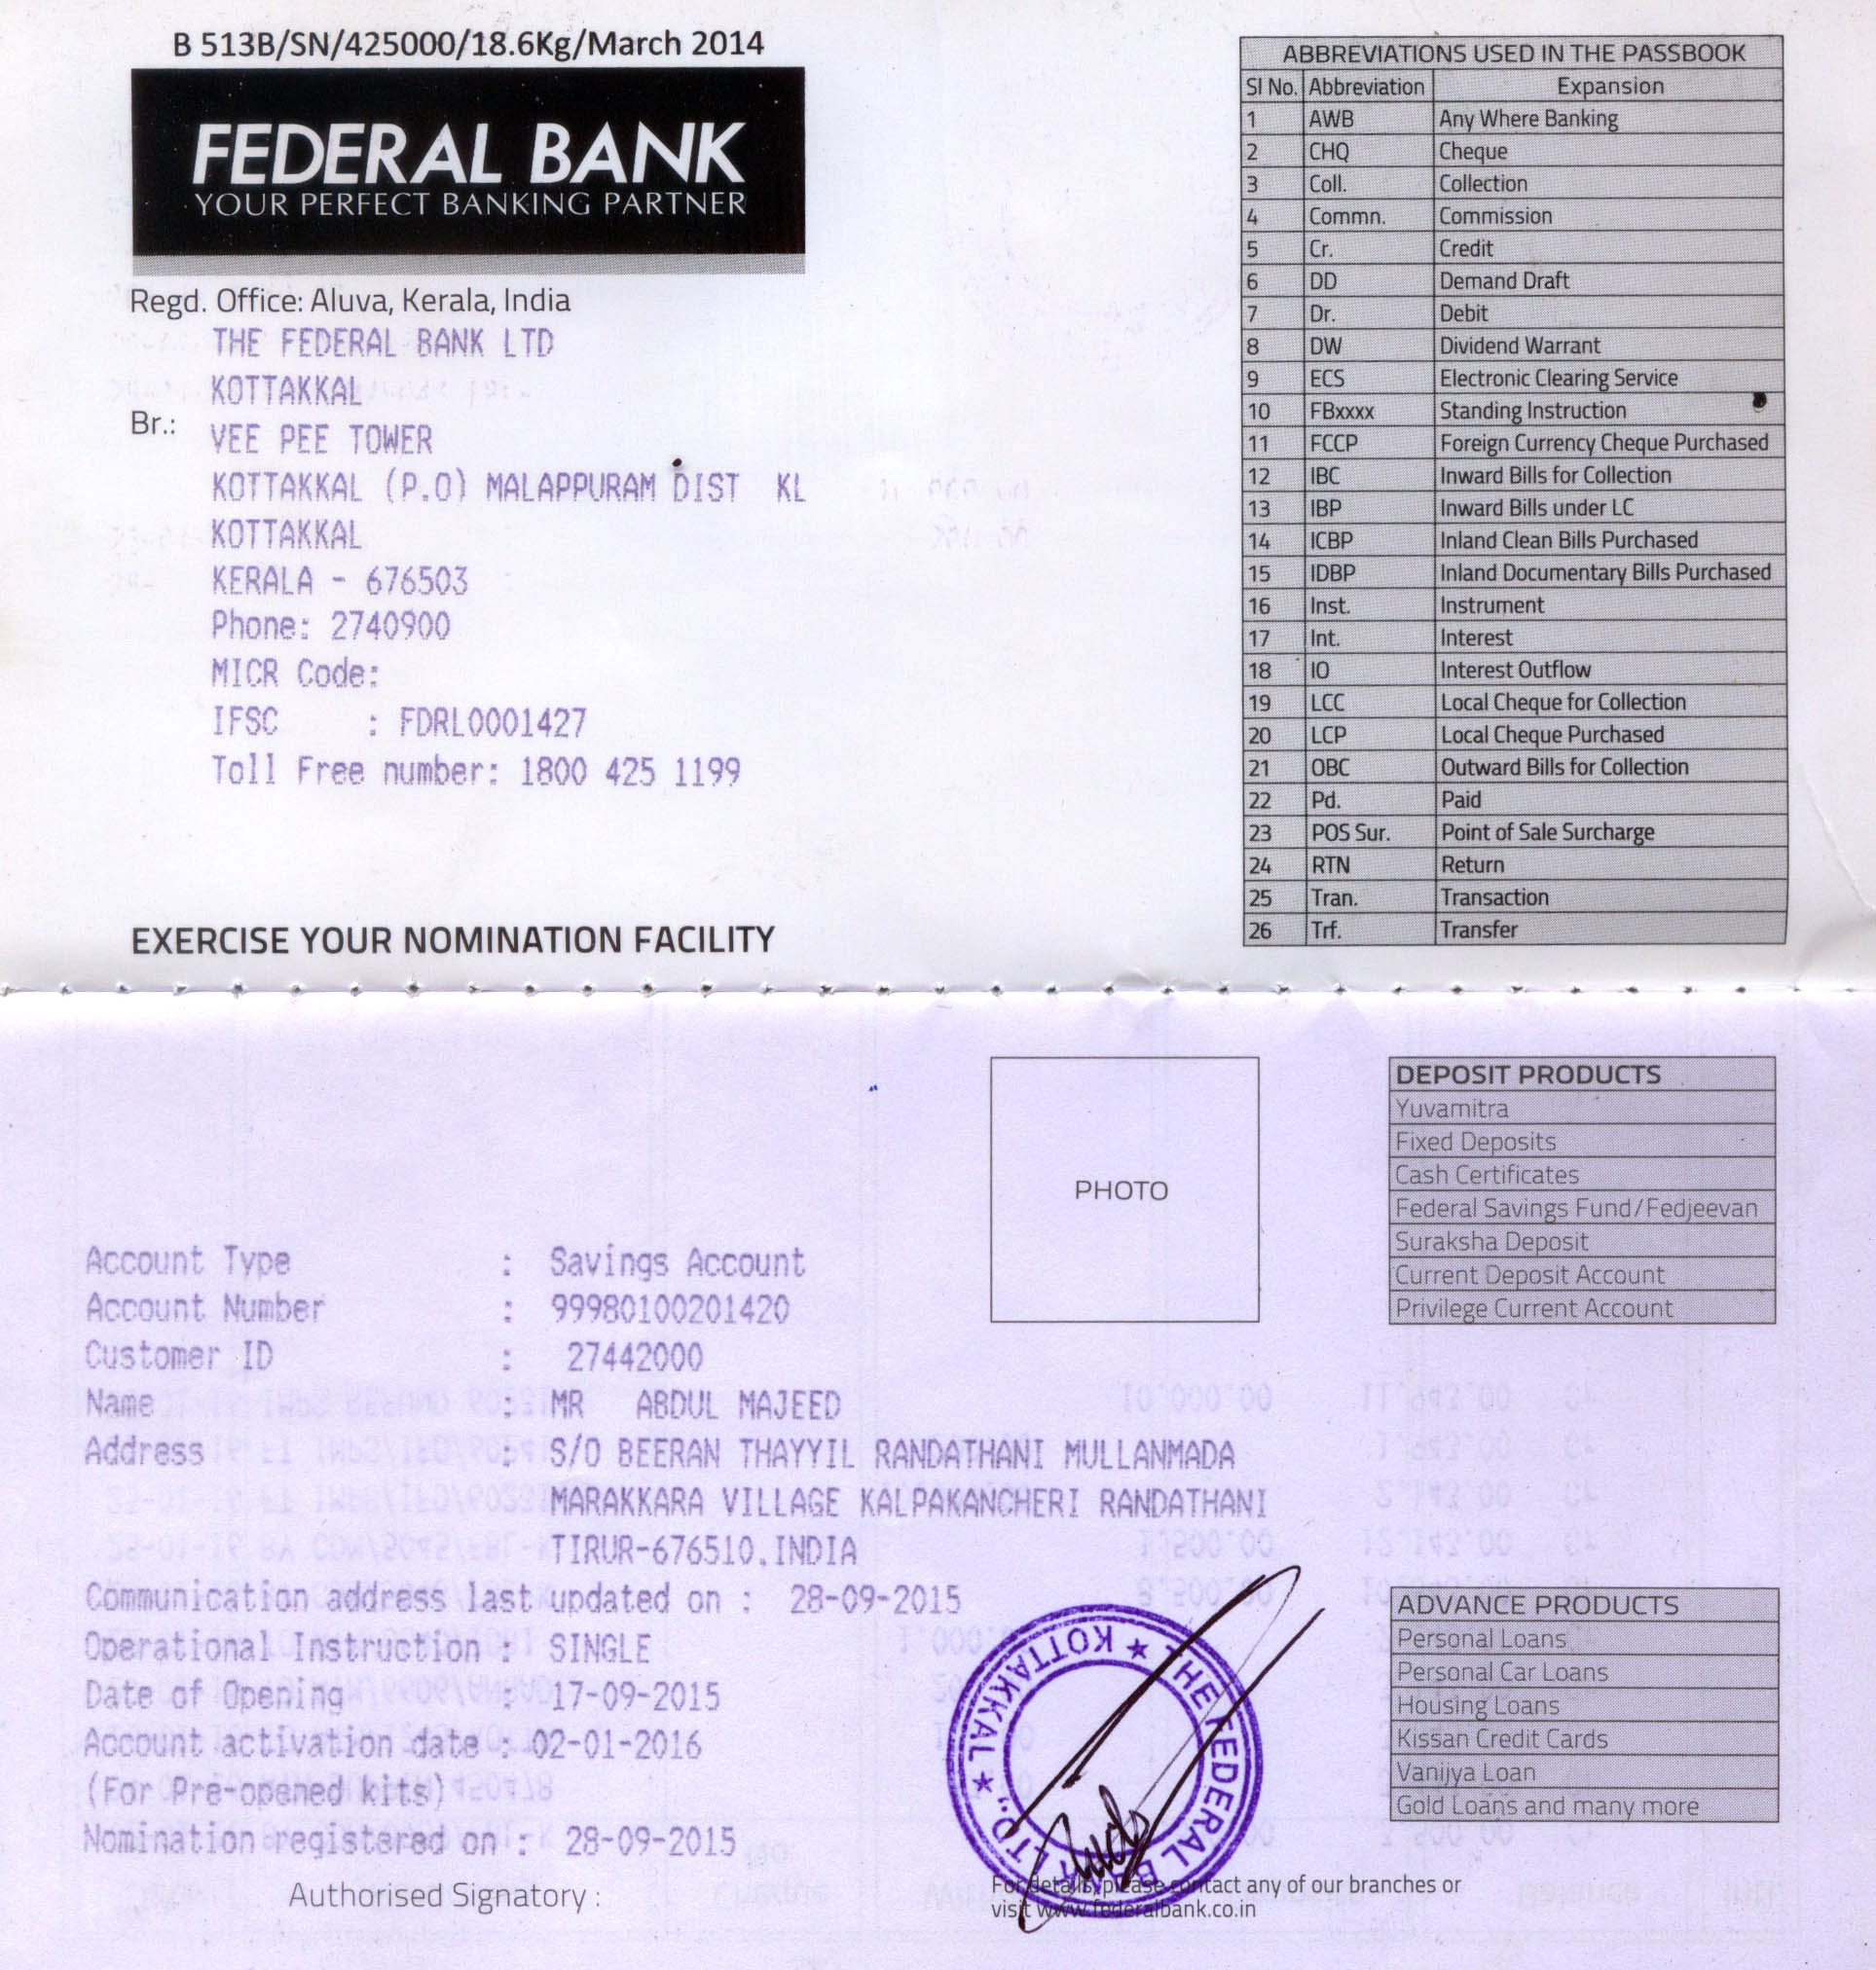 B 513B/SN/425000/18.6Kg/March 2014
FEDERAL BANK
YOUR PERFECT BANKING PARTNER
Regd. Office: Aluva, Kerala, India
THE FEDERAL BANK LTD
KOTTAKKAL
Br.: VEE PEE TOWER
KOTTAKKAL (P.O) MALAPPURAM DIST KL
KOTTAKKAL
KERALA - 676503
Phone: 2740900
MICR Code:
IFSC : FDRL0001427
Toll Free number: 1800 425 1199
EXERCISE YOUR NOMINATION FACILITY
ABBREVIATIONS USED IN THE PASSBOOK
Sl No. Abbreviation Expansion
1 AWB Any Where Banking
2 CHQ Cheque
3 Coll. Collection
4 Commn. Commission
5 Cr. Credit
6 DD Demand Draft
7 Dr. Debit
8 DW Dividend Warrant
9 ECS Electronic Clearing Service
10 FBxxxx Standing Instruction
11 FCCP Foreign Currency Cheque Purchased
12 IBC Inward Bills for Collection
13 IBP Inward Bills under LC
14 ICBP Inland Clean Bills Purchased
15 IDBP Inland Documentary Bills Purchased
16 Inst. Instrument
17 Int. Interest
18 IO Interest Outflow
19 LCC Local Cheque for Collection
20 LCP Local Cheque Purchased
21 OBC Outward Bills for Collection
22 Pd. Paid
23 POS Sur. Point of Sale Surcharge
24 RTN Return
25 Tran. Transaction
26 Trf. Transfer
PHOTO
DEPOSIT PRODUCTS
Yuvamitra
Fixed Deposits
Cash Certificates
Federal Savings Fund/Fedjeevan
Suraksha Deposit
Current Deposit Account
Privilege Current Account
Account Type : Savings Account
Account Number : 99980100201420
Customer ID : 27442000
Name : MR ABDUL MAJEED
Address : S/O BEERAN THAYYIL RANDATHANI MULLANMADA
MARAKKARA VILLAGE KALPAKANCHERI RANDATHANI
TIRUR-676510,INDIA
Communication address last updated on : 28-09-2015
Operational Instruction : SINGLE
Date of Opening : 17-09-2015
Account activation date : 02-01-2016
(For Pre-opened kits)
Nomination registered on : 28-09-2015
Authorised Signatory :
THE FEDERAL BANK LTD., ★ KOTTAKKAL ★
ADVANCE PRODUCTS
Personal Loans
Personal Car Loans
Housing Loans
Kissan Credit Cards
Vanijya Loan
Gold Loans and many more
For details, please contact any of our branches or
visit www.federalbank.co.in